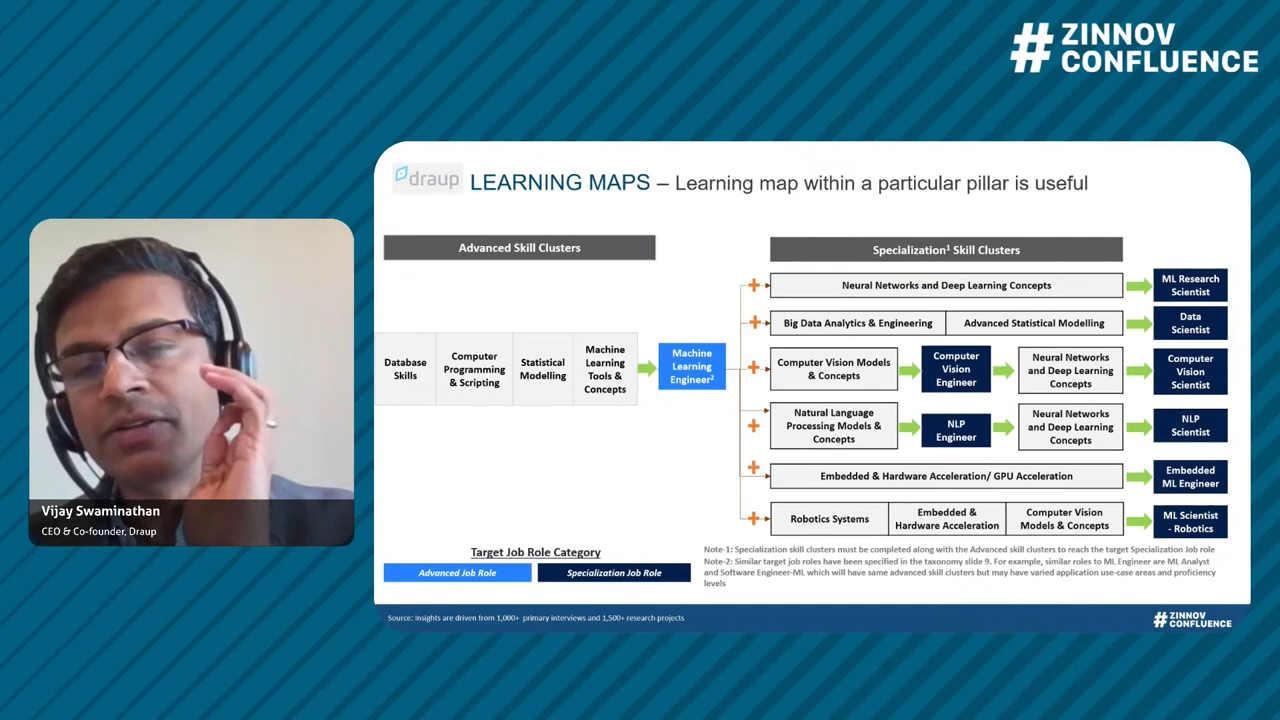 # ZINNOV
CONFLUENCE
draup
LEARNING MAPS – Learning map within a particular pillar is useful
Advanced Skill Clusters
Database
Skills
Computer
Programming
& Scripting
Statistical
Modelling
Machine
Learning
Tools &
Concepts
Machine
Learning
Engineer²
Specialization¹ Skill Clusters
Neural Networks and Deep Learning Concepts
ML Research
Scientist
Big Data Analytics & Engineering
Advanced Statistical Modelling
Data
Scientist
Computer Vision Models
& Concepts
Computer
Vision
Engineer
Neural Networks
and Deep Learning
Concepts
Computer
Vision
Scientist
Natural Language
Processing Models &
Concepts
NLP
Engineer
Neural Networks
and Deep Learning
Concepts
NLP
Scientist
Embedded & Hardware Acceleration/ GPU Acceleration
Embedded
ML Engineer
Robotics Systems
Embedded &
Hardware Acceleration
Computer Vision
Models & Concepts
ML Scientist
- Robotics
Vijay Swaminathan
CEO & Co-founder, Draup
Target Job Role Category
Advanced Job Role
Specialization Job Role
Note-1: Specialization skill clusters must be completed along with the Advanced skill clusters to reach the target Specialization Job role
Note-2: Similar target job roles have been specified in the taxonomy slide 9. For example, similar roles to ML Engineer are ML Analyst
and Software Engineer-ML which will have same advanced skill clusters but may have varied application use-case areas and proficiency
levels
Source: Insights are driven from 1,000+ primary interviews and 1,500+ research projects
# ZINNOV
CONFLUENCE